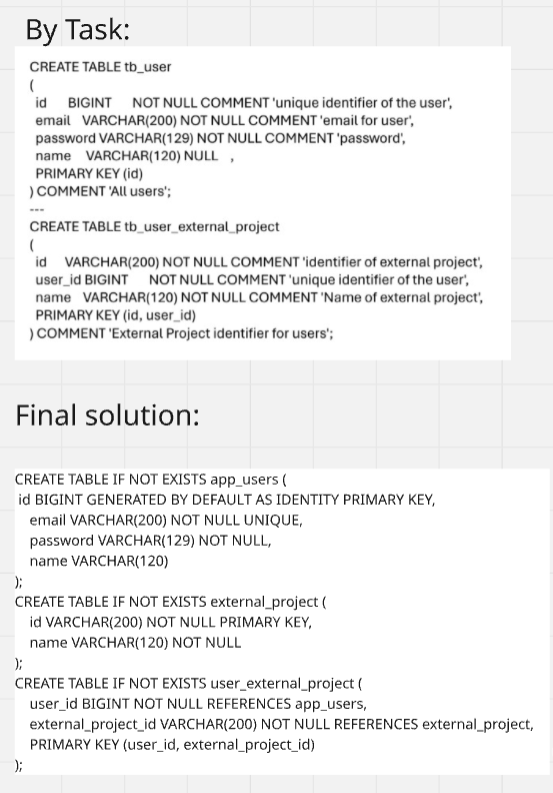 By Task:
CREATE TABLE tb_user
(
id BIGINT NOT NULL COMMENT 'unique identifier of the user',
email VARCHAR(200) NOT NULL COMMENT 'email for user',
password VARCHAR(129) NOT NULL COMMENT 'password',
name VARCHAR(120) NULL ,
PRIMARY KEY (id)
) COMMENT 'All users';
---
CREATE TABLE tb_user_external_project
(
id VARCHAR(200) NOT NULL COMMENT 'identifier of external project',
user_id BIGINT NOT NULL COMMENT 'unique identifier of the user',
name VARCHAR(120) NOT NULL COMMENT 'Name of external project',
PRIMARY KEY (id, user_id)
) COMMENT 'External Project identifier for users';
Final solution:
CREATE TABLE IF NOT EXISTS app_users (
id BIGINT GENERATED BY DEFAULT AS IDENTITY PRIMARY KEY,
email VARCHAR(200) NOT NULL UNIQUE,
password VARCHAR(129) NOT NULL,
name VARCHAR(120)
);
CREATE TABLE IF NOT EXISTS external_project (
id VARCHAR(200) NOT NULL PRIMARY KEY,
name VARCHAR(120) NOT NULL
);
CREATE TABLE IF NOT EXISTS user_external_project (
user_id BIGINT NOT NULL REFERENCES app_users,
external_project_id VARCHAR(200) NOT NULL REFERENCES external_project,
PRIMARY KEY (user_id, external_project_id)
);